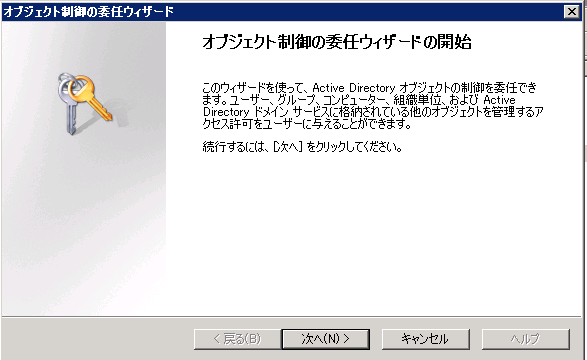 オブジェクト制御の委任ウィザード
オブジェクト制御の委任ウィザードの開始
このウィザードを使って、Active Directory オブジェクトの制御を委任でき
ます。ユーザー、グループ、コンピューター、組織単位、および Active
Directory ドメイン サービスに格納されている他のオブジェクトを管理するア
クセス許可をユーザーに与えることができます。
続行するには、[次へ] をクリックしてください。
< 戻る(B)
次へ(N) >
キャンセル
ヘルプ